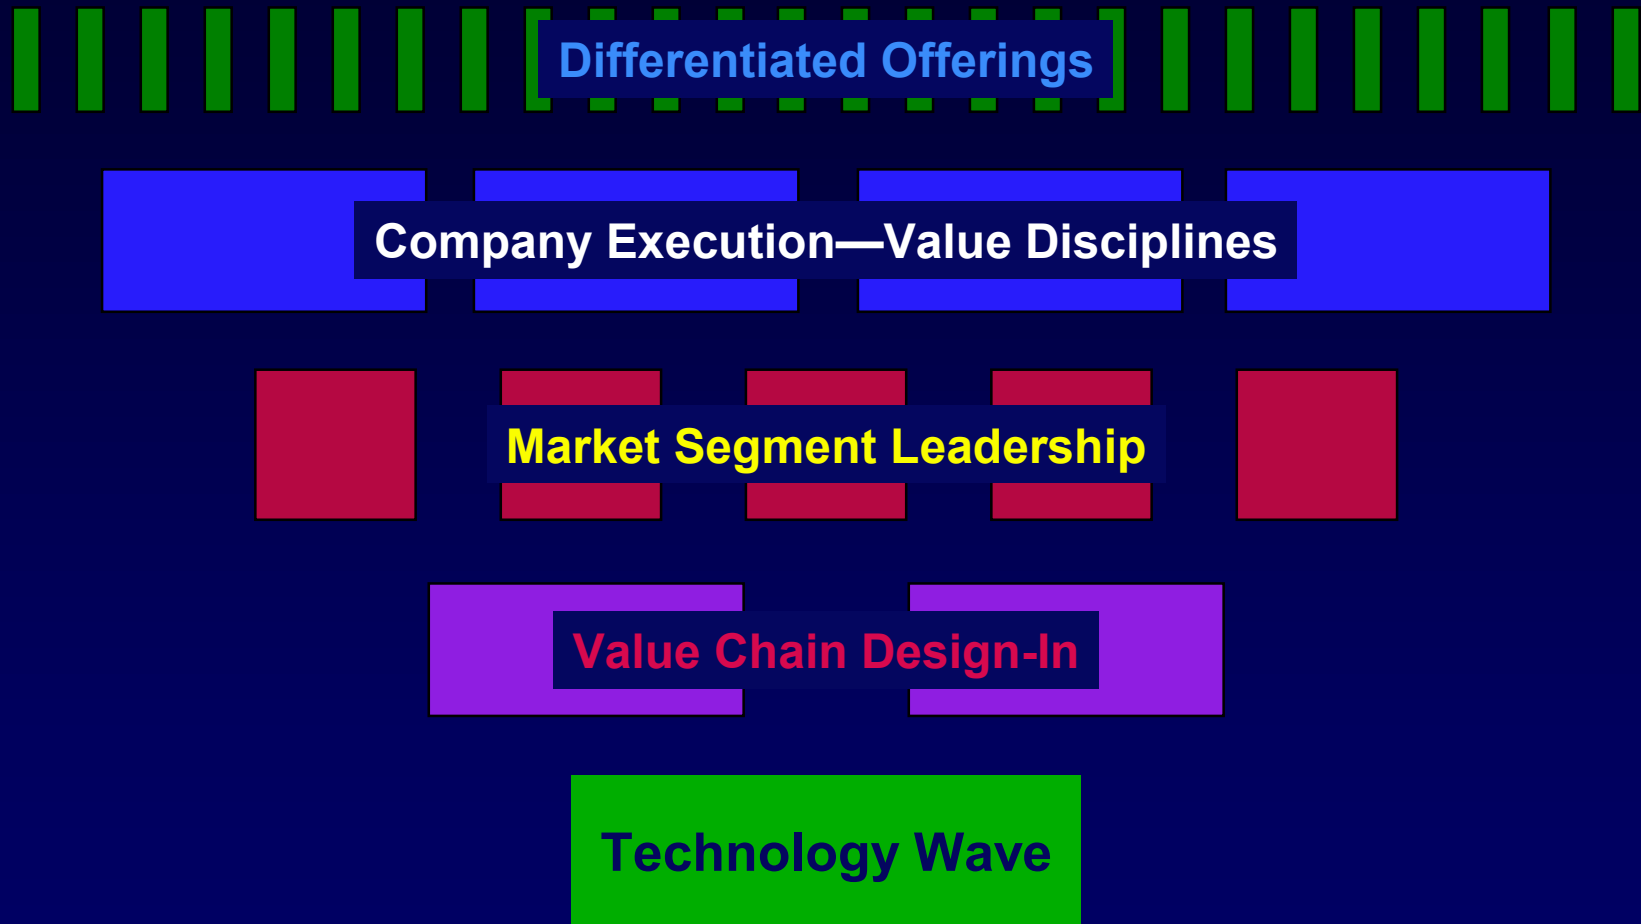 Differentiated Offerings
Company Execution—Value Disciplines
Market Segment Leadership
Value Chain Design-In
Technology Wave